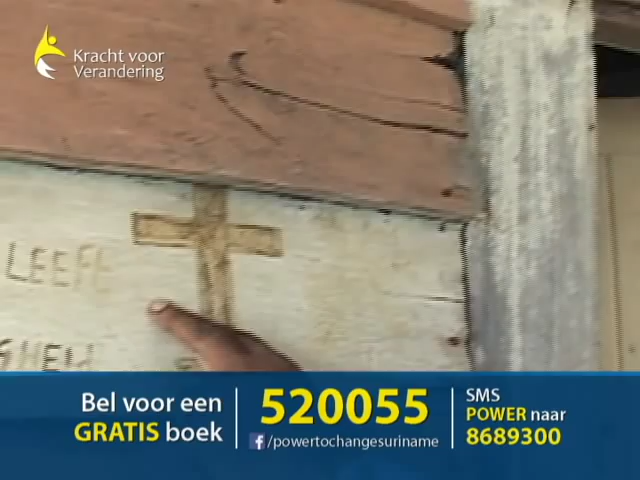 Kracht voor
Verandering
LEEFT
Bel voor een
GRATIS boek
520055
/powertochangesuriname
SMS
POWER naar
8689300